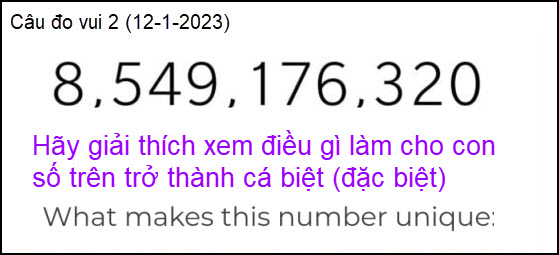 Câu đo vui 2 (12-1-2023)
8,549,176,320
Hãy giải thích xem điều gì làm cho con
số trên trở thành cá biệt (đặc biệt)
What makes this number unique: